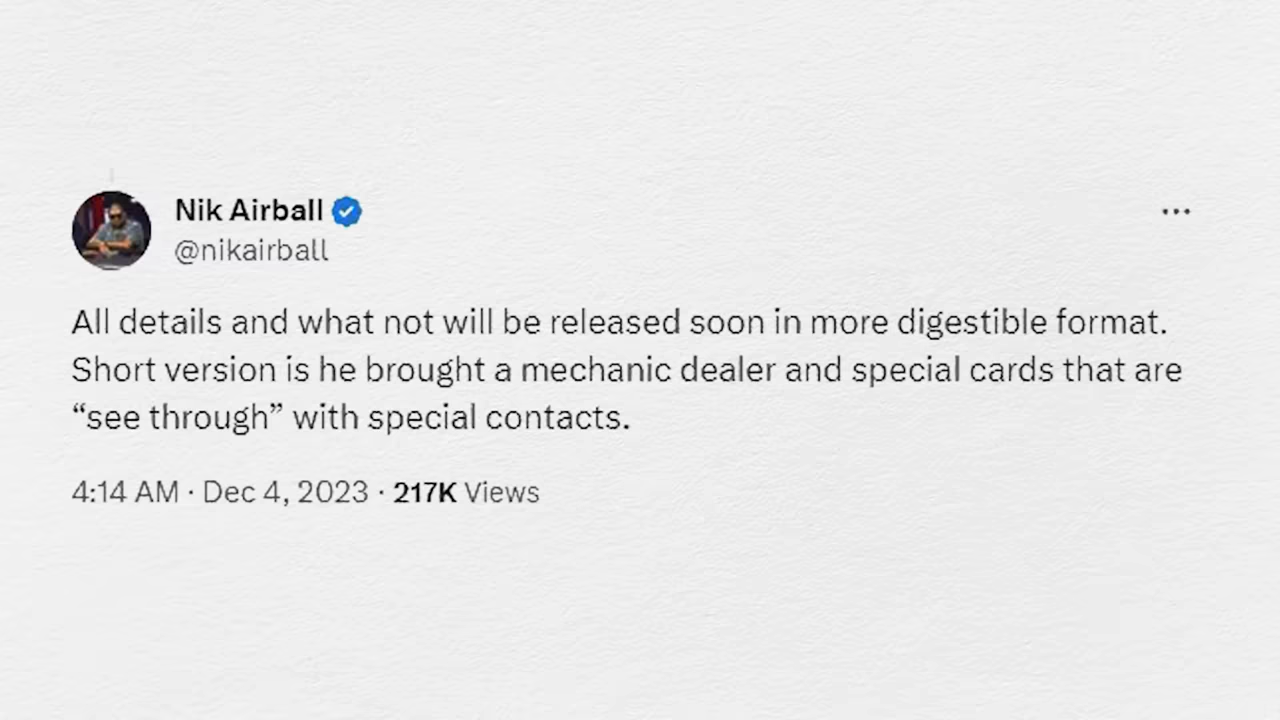 Nik Airball
@nikairball
All details and what not will be released soon in more digestible format.
Short version is he brought a mechanic dealer and special cards that are
“see through” with special contacts.
4:14 AM · Dec 4, 2023 · 217K Views